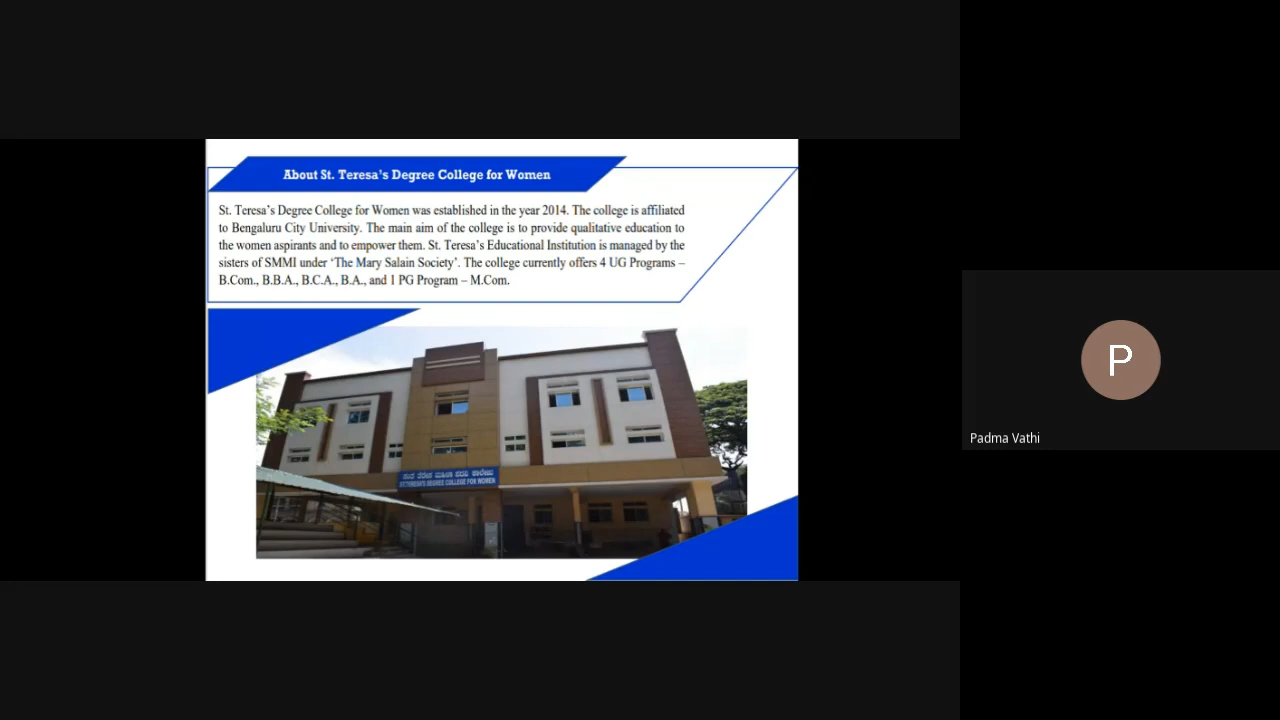 About St. Teresa's Degree College for Women
St. Teresa's Degree College for Women was established in the year 2014. The college is affiliated
to Bengaluru City University. The main aim of the college is to provide qualitative education to
the women aspirants and to empower them. St. Teresa's Educational Institution is managed by the
sisters of SMMI under 'The Mary Salain Society'. The college currently offers 4 UG Programs –
B.Com., B.B.A., B.C.A., B.A., and 1 PG Program – M.Com.
ಸಂತ ತೆರೇಸ ಮಹಿಳಾ ಪದವಿ ಕಾಲೇಜು
ST.TERESA'S DEGREE COLLEGE FOR WOMEN
P
Padma Vathi